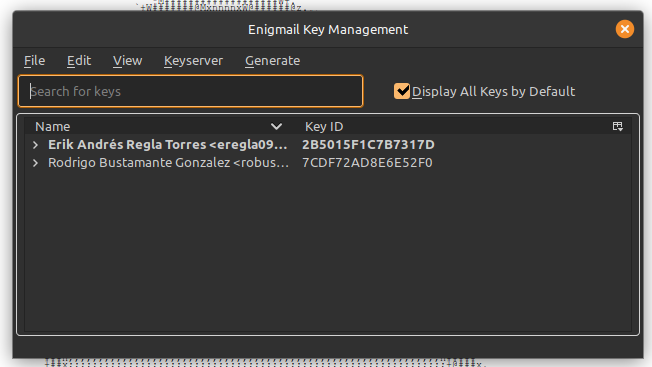 Enigmail Key Management
File Edit View Keyserver Generate
Search for keys Display All Keys by Default
Name Key ID
Erik Andrés Regla Torres <eregla09... 2B5015F1C7B7317D
Rodrigo Bustamante Gonzalez <robus... 7CDF72AD8E6E52F0